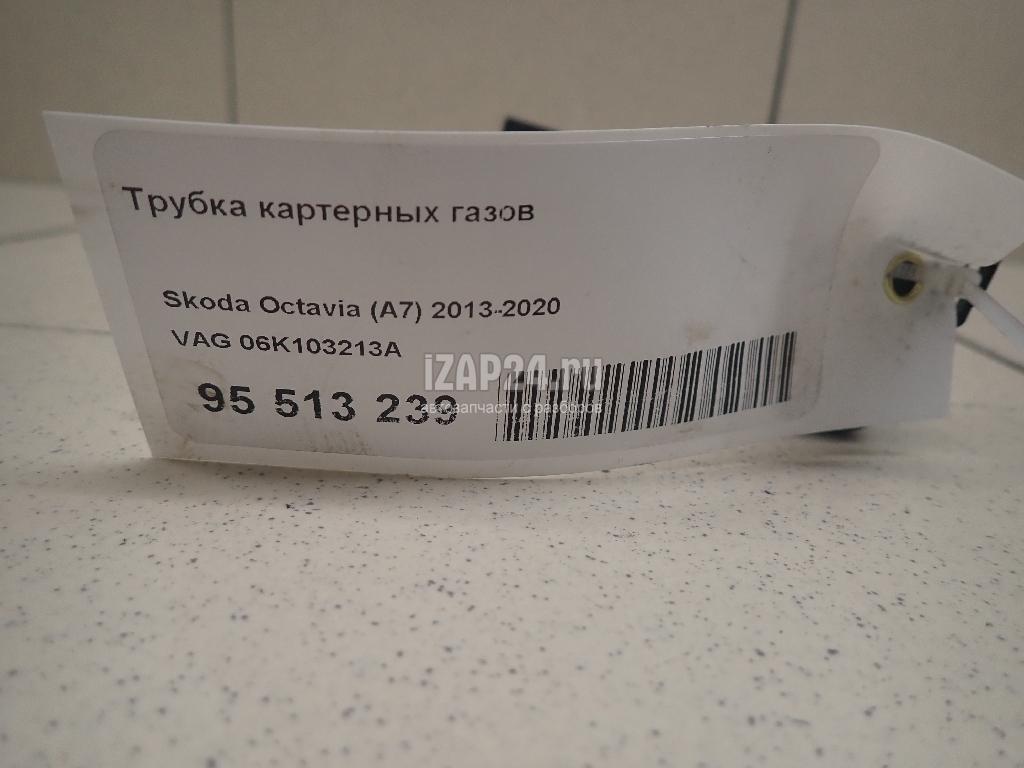 Трубка картерных газов
Skoda Octavia (A7) 2013-2020
VAG 06K103213A
iZAP24.ru
95 513 239
автозапчасти с разборов